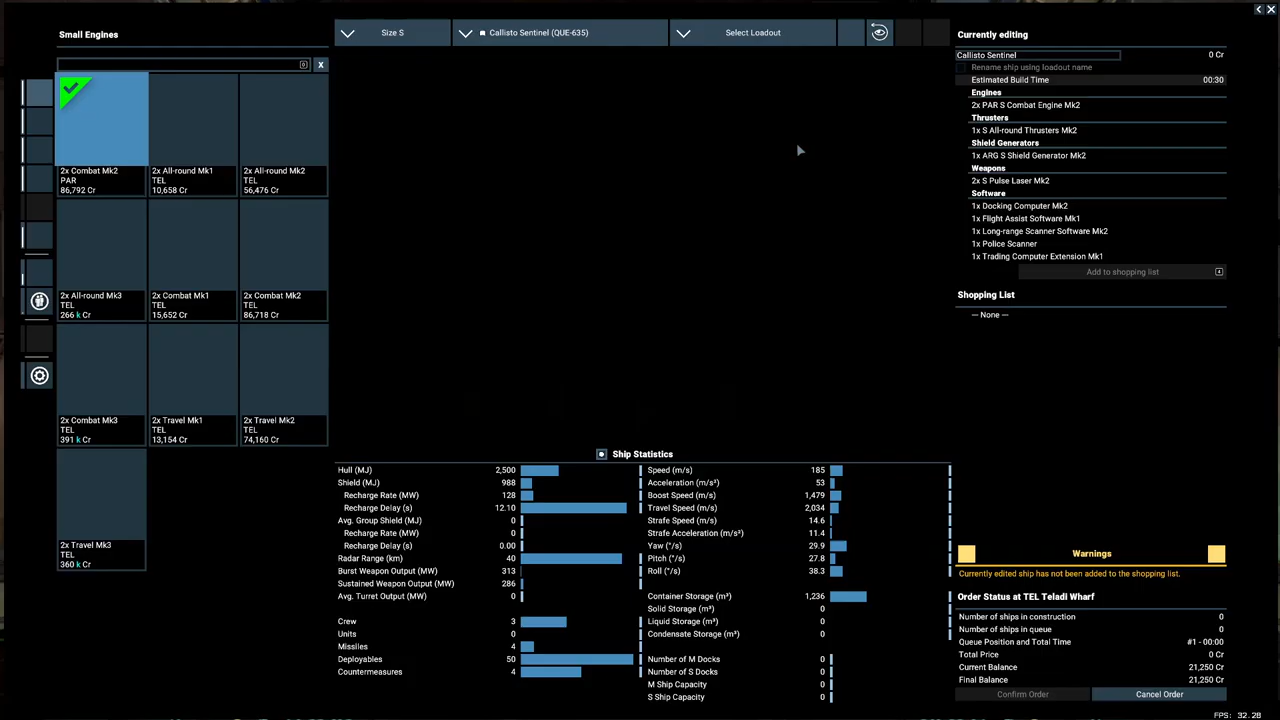 Small Engines
Size S
Callisto Sentinel (QUE-635)
Select Loadout
X
2x Combat Mk2
PAR
86,792 Cr
2x All-round Mk1
TEL
10,658 Cr
2x All-round Mk2
TEL
56,476 Cr
2x All-round Mk3
TEL
266 k Cr
2x Combat Mk1
TEL
15,652 Cr
2x Combat Mk2
TEL
86,718 Cr
2x Combat Mk3
TEL
391 k Cr
2x Travel Mk1
TEL
13,154 Cr
2x Travel Mk2
TEL
74,160 Cr
2x Travel Mk3
TEL
360 k Cr
Ship Statistics
Hull (MJ) 2,500
Shield (MJ) 988
Recharge Rate (MW) 128
Recharge Delay (s) 12.10
Avg. Group Shield (MJ) 0
Recharge Rate (MW) 0
Recharge Delay (s) 0.00
Radar Range (km) 40
Burst Weapon Output (MW) 313
Sustained Weapon Output (MW) 286
Avg. Turret Output (MW) 0
Crew 3
Units 0
Missiles 4
Deployables 50
Countermeasures 4
Speed (m/s) 185
Acceleration (m/s²) 53
Boost Speed (m/s) 1,479
Travel Speed (m/s) 2,034
Strafe Speed (m/s) 14.6
Strafe Acceleration (m/s²) 11.4
Yaw (°/s) 29.9
Pitch (°/s) 27.8
Roll (°/s) 38.3
Container Storage (m³) 1,236
Solid Storage (m³) 0
Liquid Storage (m³) 0
Condensate Storage (m³) 0
Number of M Docks 0
Number of S Docks 0
M Ship Capacity 0
S Ship Capacity 0
Currently editing
Callisto Sentinel 0 Cr
Rename ship using loadout name
Estimated Build Time 00:30
Engines
2x PAR S Combat Engine Mk2
Thrusters
1x S All-round Thrusters Mk2
Shield Generators
1x ARG S Shield Generator Mk2
Weapons
2x S Pulse Laser Mk2
Software
1x Docking Computer Mk2
1x Flight Assist Software Mk1
1x Long-range Scanner Software Mk2
1x Police Scanner
1x Trading Computer Extension Mk1
Add to shopping list
Shopping List
— None —
Warnings
Currently edited ship has not been added to the shopping list.
Order Status at TEL Teladi Wharf
Number of ships in construction 0
Number of ships in queue 0
Queue Position and Total Time #1 - 00:00
Total Price 0 Cr
Current Balance 21,250 Cr
Final Balance 21,250 Cr
Confirm Order
Cancel Order
FPS: 32.28